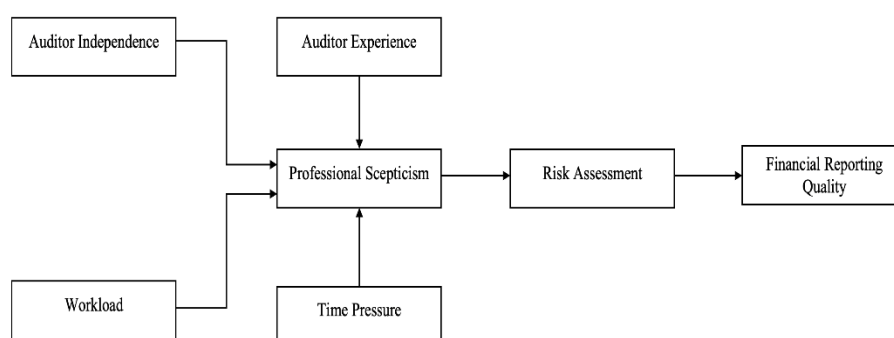 Auditor Independence
Auditor Experience
Professional Scepticism
Risk Assessment
Financial Reporting
Quality
Workload
Time Pressure